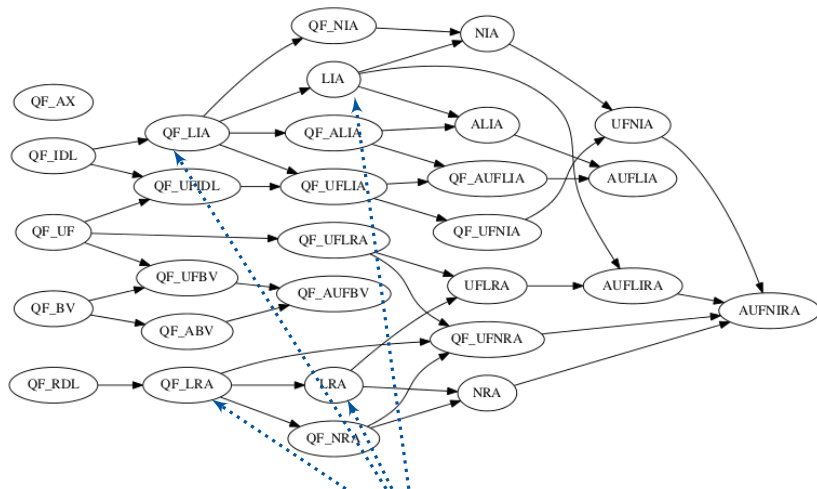 QF_NIA
NIA
LIA
QF_AX
UFNIA
QF_LIA
QF_ALIA
ALIA
QF_IDL
QF_UFIDL
QF_UFLIA
QF_AUFLIA
AUFLIA
QF_UF
QF_UFLRA
QF_UFNIA
QF_UFBV
QF_AUFBV
UFLRA
AUFLIRA
QF_BV
QF_ABV
QF_UFNRA
AUFNIRA
QF_RDL
QF_LRA
LRA
NRA
QF_NRA